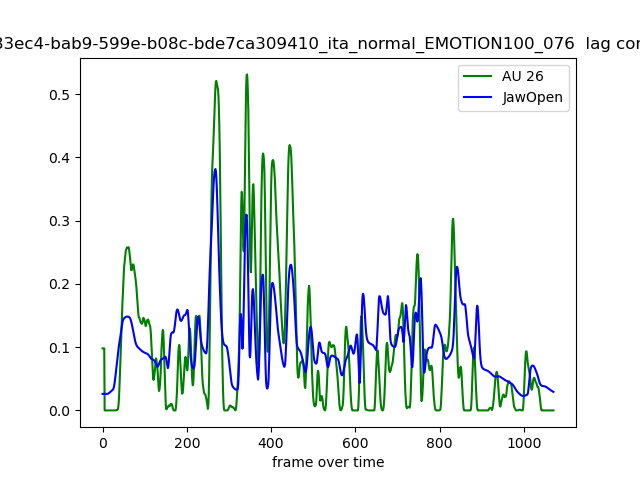 33ec4-bab9-599e-b08c-bde7ca309410_ita_normal_EMOTION100_076 lag cor
AU 26
JawOpen
0.5
0.4
0.3
0.2
0.1
0.0
0 200 400 600 800 1000
frame over time